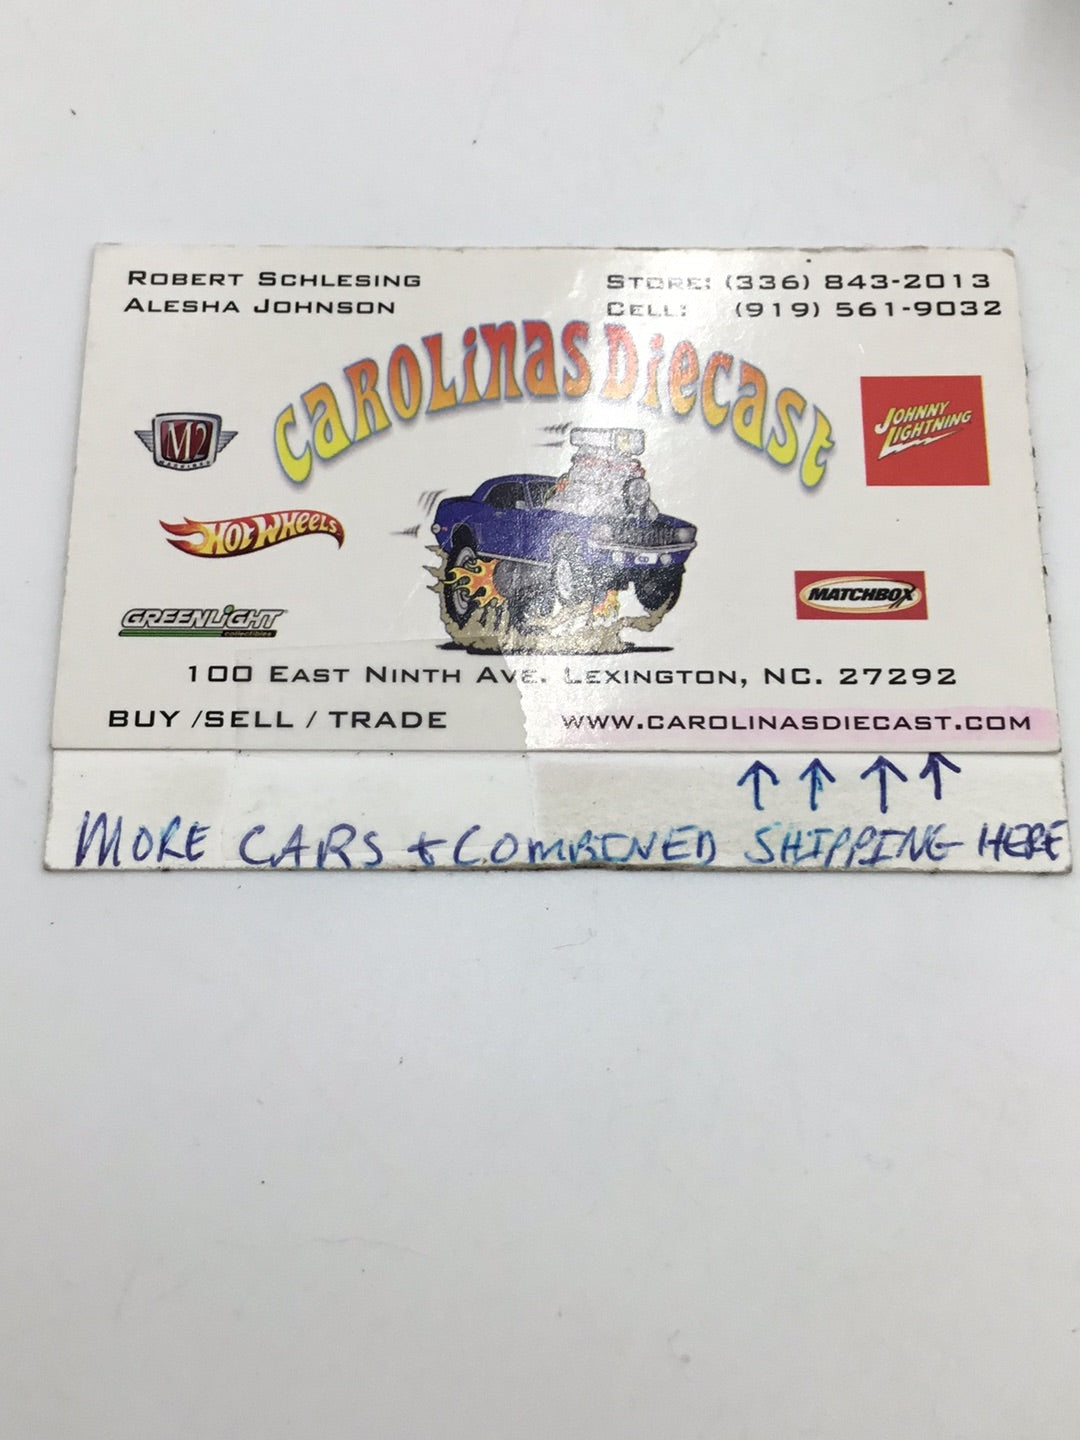 ROBERT SCHLESING
ALESHA JOHNSON
STORE: (336) 843-2013
CELL: (919) 561-9032
CAROLINAS DIECAST
M2
MACHINES
JOHNNY
LIGHTNING
HOT WHEELS
MATCHBOX
GREENLIGHT
collectibles
100 EAST NINTH AVE. LEXINGTON, NC. 27292
BUY /SELL / TRADE
WWW.CAROLINASDIECAST.COM
MORE CARS + COMBINED SHIPPING HERE